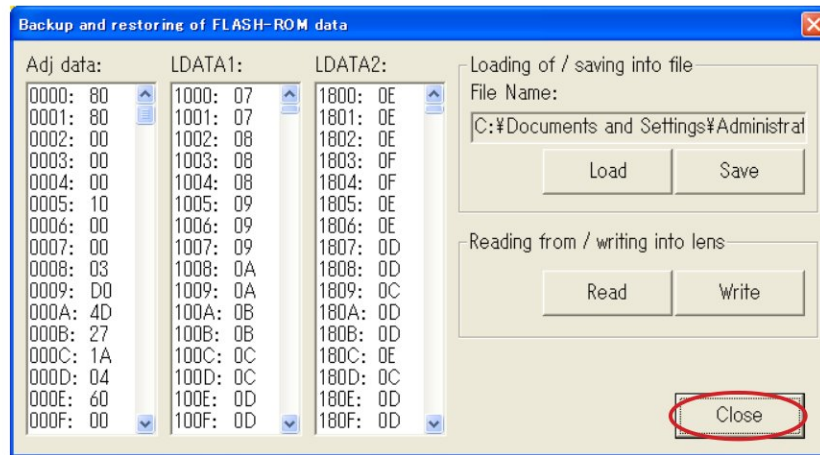 Backup and restoring of FLASH-ROM data
Adj data:
0000: 80
0001: 80
0002: 00
0003: 00
0004: 00
0005: 10
0006: 00
0007: 00
0008: 03
0009: D0
000A: 4D
000B: 27
000C: 1A
000D: 04
000E: 60
000F: 00
LDATA1:
1000: 07
1001: 07
1002: 08
1003: 08
1004: 08
1005: 09
1006: 09
1007: 09
1008: 0A
1009: 0A
100A: 0B
100B: 0B
100C: 0C
100D: 0C
100E: 0D
100F: 0D
LDATA2:
1800: 0E
1801: 0E
1802: 0E
1803: 0F
1804: 0F
1805: 0E
1806: 0E
1807: 0D
1808: 0D
1809: 0C
180A: 0D
180B: 0D
180C: 0E
180D: 0C
180E: 0D
180F: 0D
Loading of / saving into file
File Name:
C:¥Documents and Settings¥Administrat
Load
Save
Reading from / writing into lens
Read
Write
Close